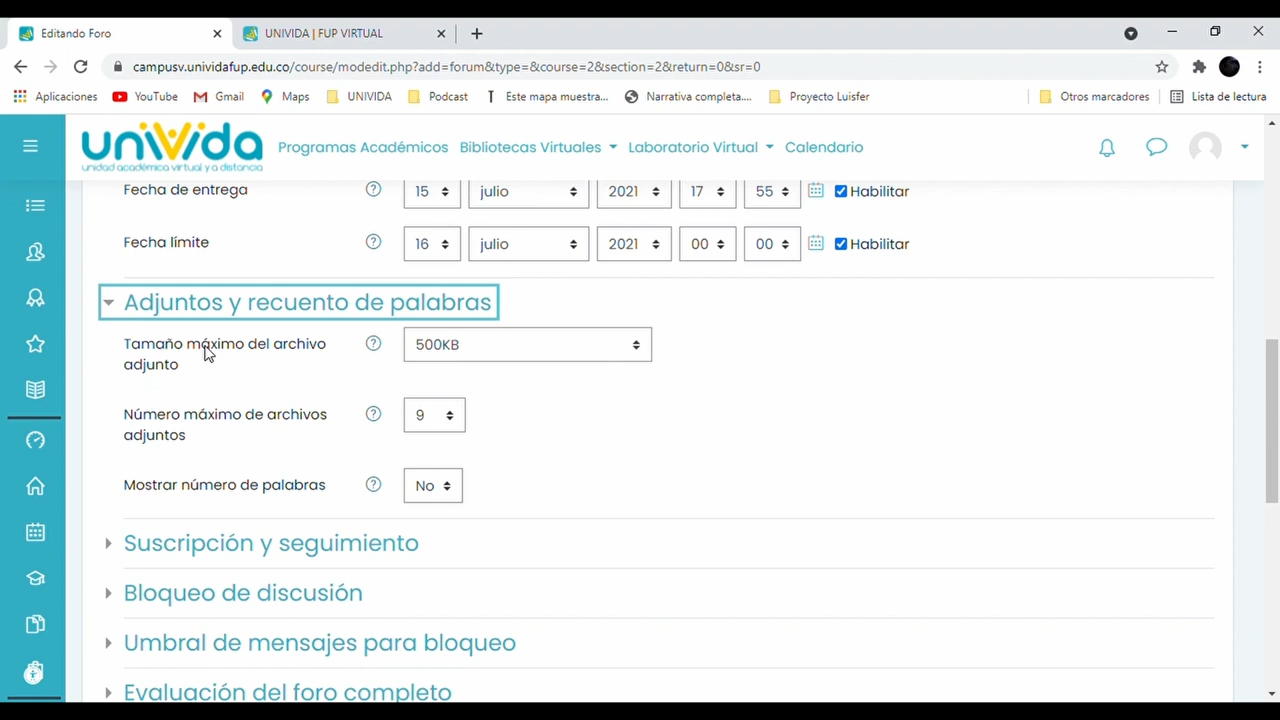 Editando Foro
UNIVIDA | FUP VIRTUAL
campusv.unividafup.edu.co/course/modedit.php?add=forum&type=&course=2&section=2&return=0&sr=0
Aplicaciones YouTube Gmail Maps UNIVIDA Podcast Este mapa muestra... Narrativa completa.... Proyecto Luisfer Otros marcadores Lista de lectura
univida
unidad académica virtual y a distancia
Programas Académicos Bibliotecas Virtuales Laboratorio Virtual Calendario
Fecha de entrega 15 julio 2021 17 55 Habilitar
Fecha límite 16 julio 2021 00 00 Habilitar
Adjuntos y recuento de palabras
Tamaño máximo del archivo
adjunto
500KB
Número máximo de archivos
adjuntos
9
Mostrar número de palabras No
Suscripción y seguimiento
Bloqueo de discusión
Umbral de mensajes para bloqueo
Evaluación del foro completo